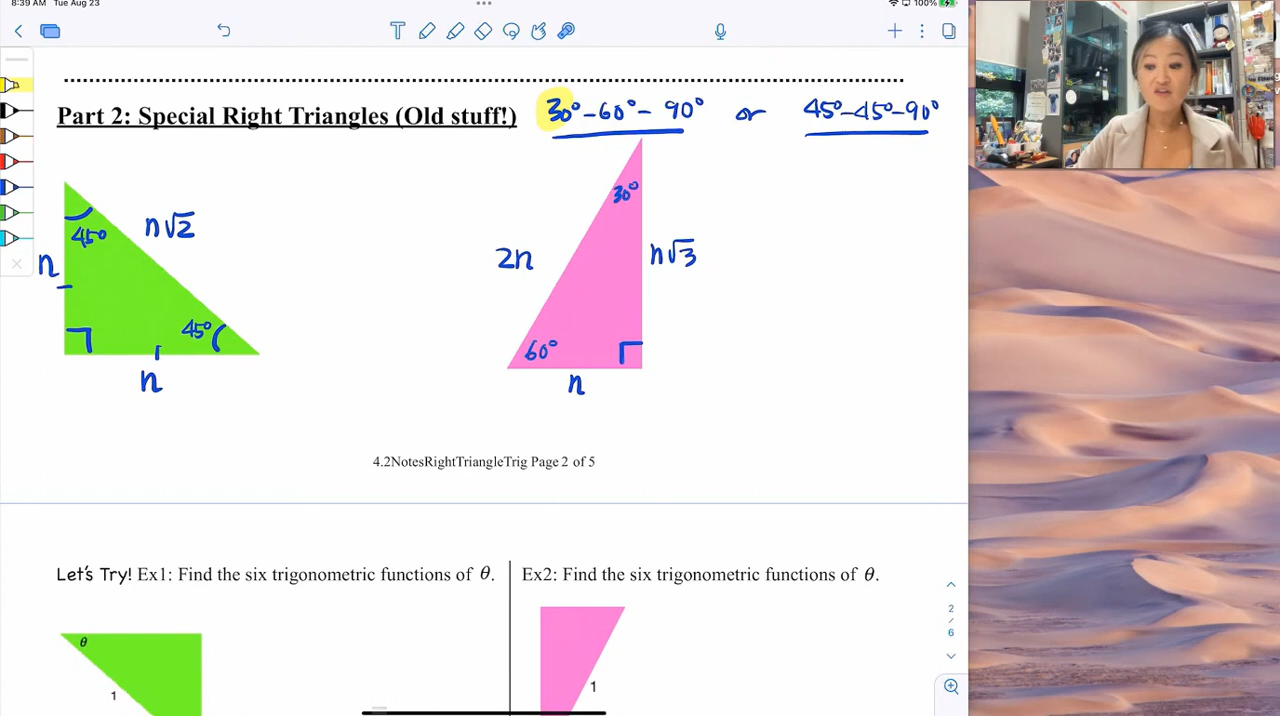 8:39 AM Tue Aug 23
100%
Part 2: Special Right Triangles (Old stuff!) 30°-60°-90° or 45°-45°-90°
45°
n√2
n
45°
n
30°
2n
n√3
60°
n
4.2NotesRightTriangleTrig Page 2 of 5
Let's Try! Ex1: Find the six trigonometric functions of θ.
Ex2: Find the six trigonometric functions of θ.
θ
1
1
2
/
6